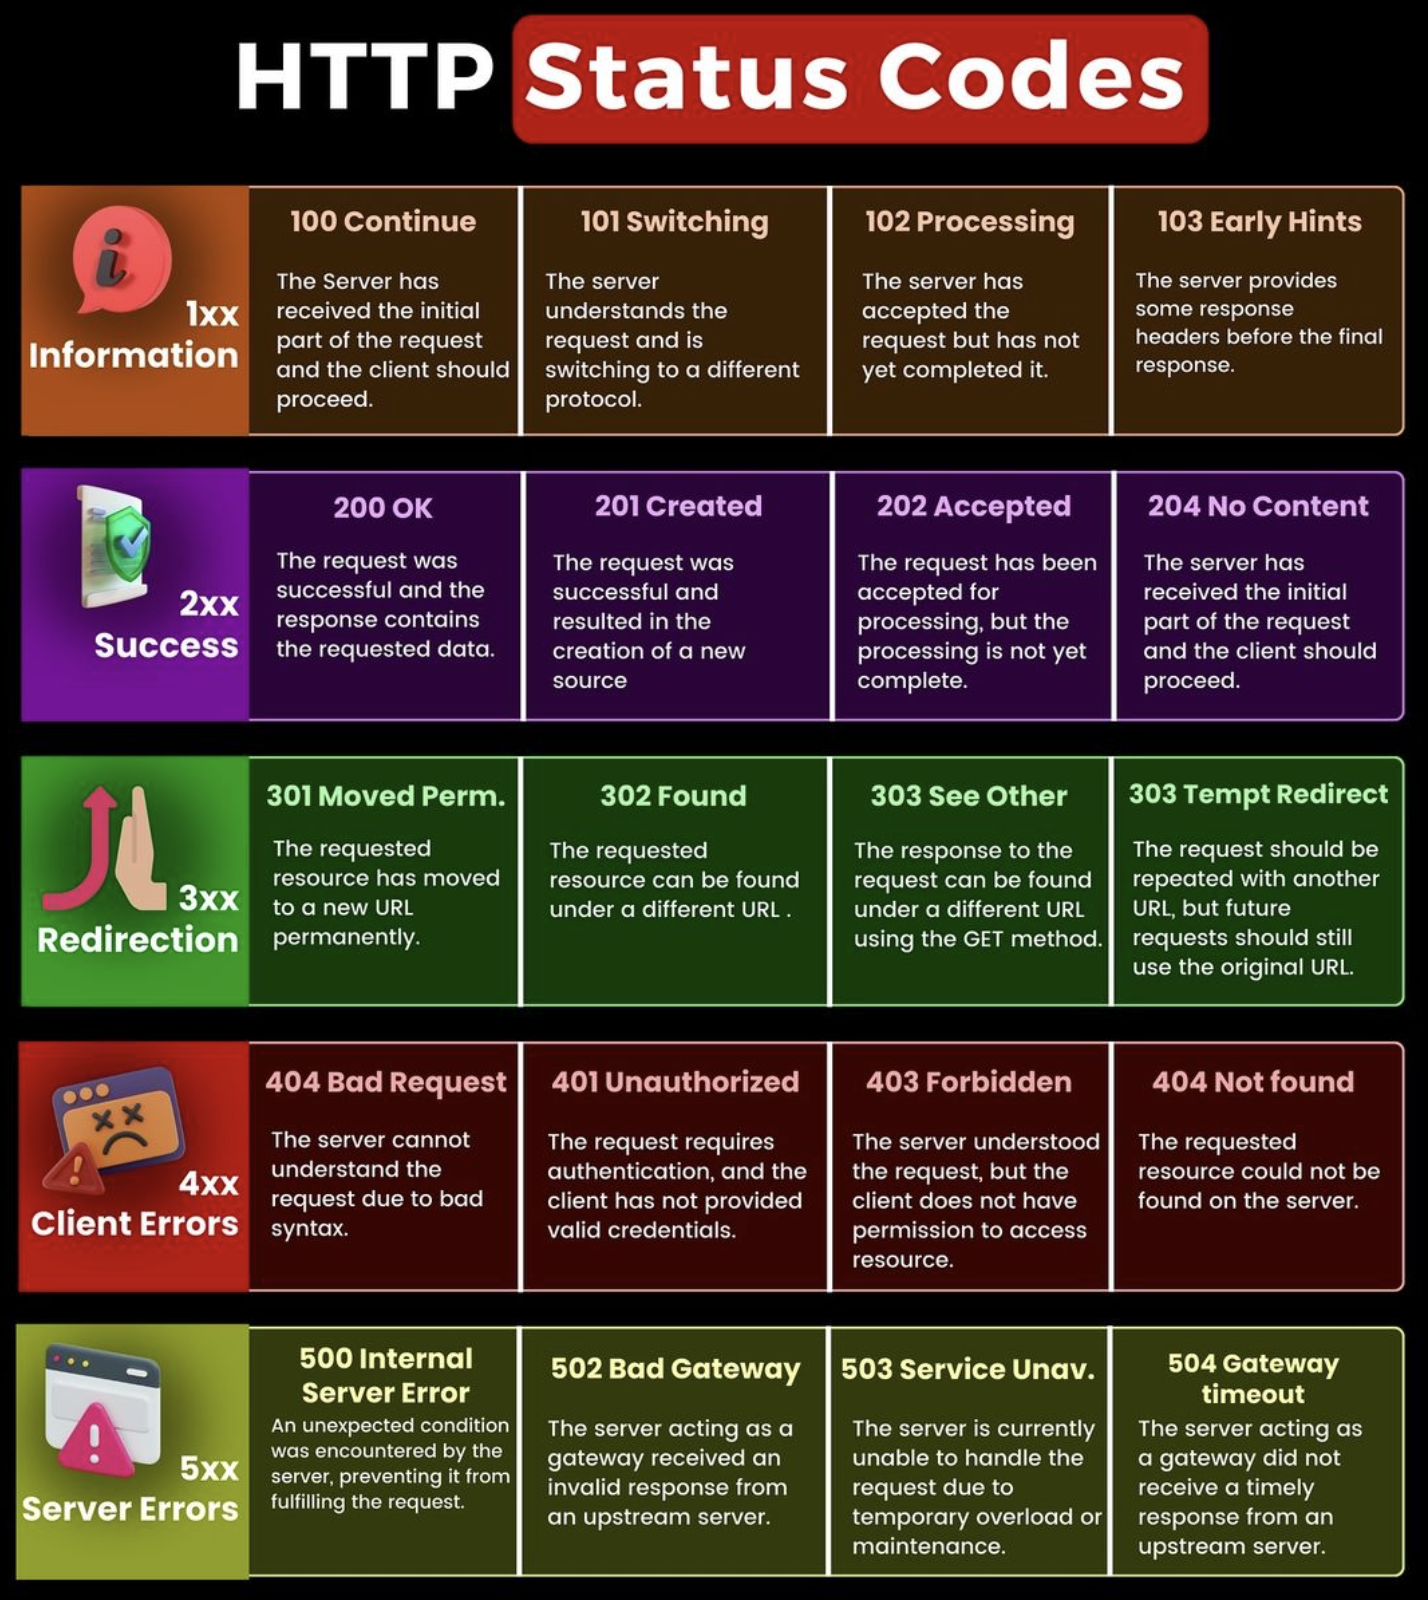 HTTP Status Codes
1xx
Information
100 Continue
The Server has
received the initial
part of the request
and the client should
proceed.
101 Switching
The server
understands the
request and is
switching to a different
protocol.
102 Processing
The server has
accepted the
request but has not
yet completed it.
103 Early Hints
The server provides
some response
headers before the final
response.
2xx
Success
200 OK
The request was
successful and the
response contains
the requested data.
201 Created
The request was
successful and
resulted in the
creation of a new
source
202 Accepted
The request has been
accepted for
processing, but the
processing is not yet
complete.
204 No Content
The server has
received the initial
part of the request
and the client should
proceed.
3xx
Redirection
301 Moved Perm.
The requested
resource has moved
to a new URL
permanently.
302 Found
The requested
resource can be found
under a different URL .
303 See Other
The response to the
request can be found
under a different URL
using the GET method.
303 Tempt Redirect
The request should be
repeated with another
URL, but future
requests should still
use the original URL.
4xx
Client Errors
404 Bad Request
The server cannot
understand the
request due to bad
syntax.
401 Unauthorized
The request requires
authentication, and the
client has not provided
valid credentials.
403 Forbidden
The server understood
the request, but the
client does not have
permission to access
resource.
404 Not found
The requested
resource could not be
found on the server.
5xx
Server Errors
500 Internal
Server Error
An unexpected condition
was encountered by the
server, preventing it from
fulfilling the request.
502 Bad Gateway
The server acting as a
gateway received an
invalid response from
an upstream server.
503 Service Unav.
The server is currently
unable to handle the
request due to
temporary overload or
maintenance.
504 Gateway
timeout
The server acting as
a gateway did not
receive a timely
response from an
upstream server.